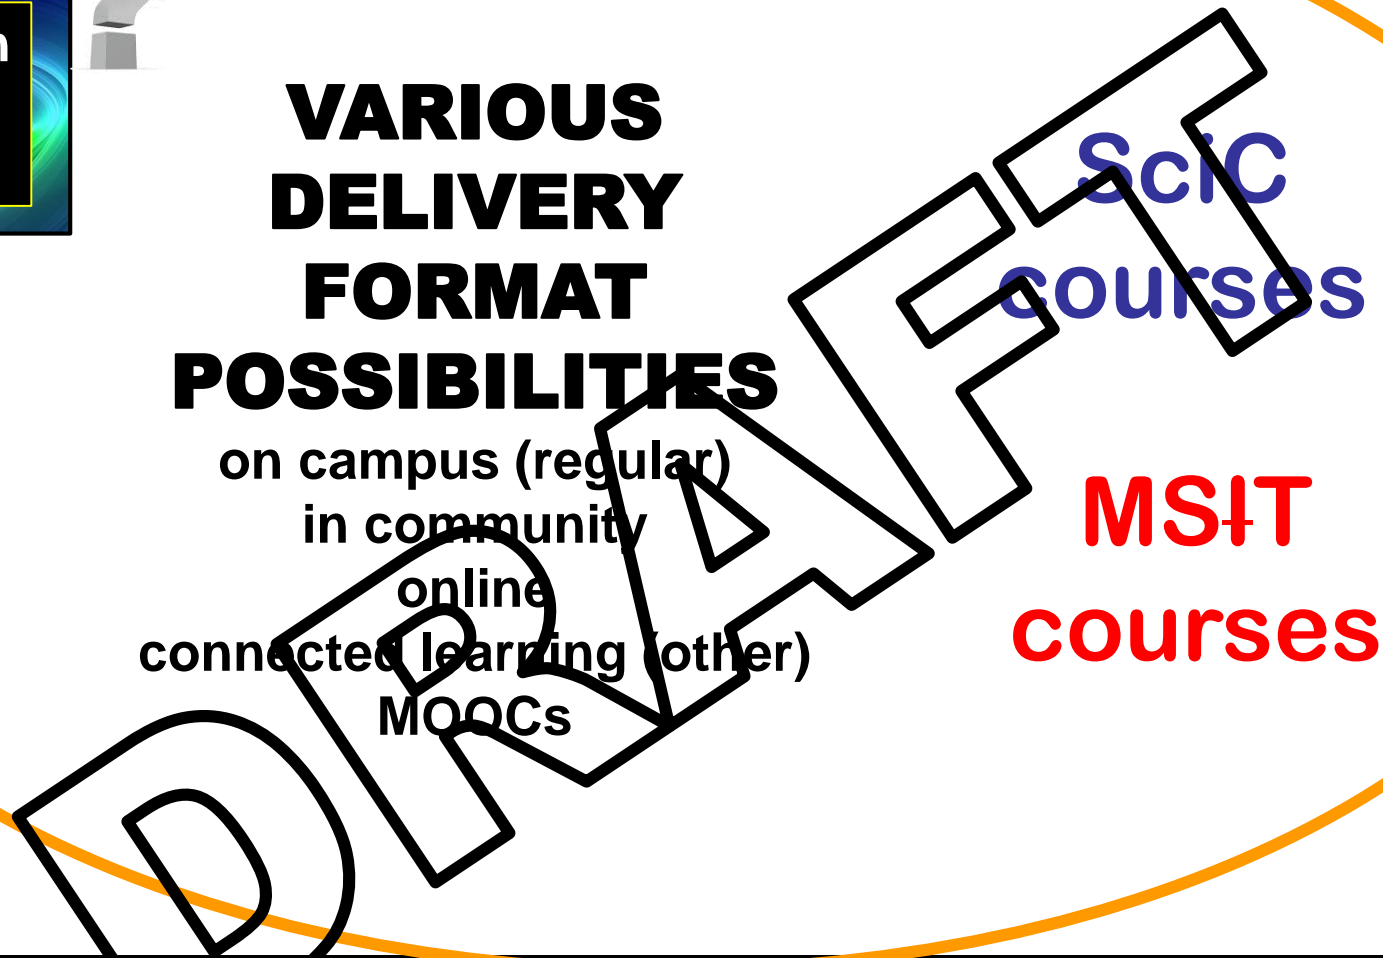 VARIOUS
DELIVERY
FORMAT
POSSIBILITIES
on campus (regular)
in community
online
connected learning (other)
MOOCs
SciC
courses
MSIT
courses
DRAFT